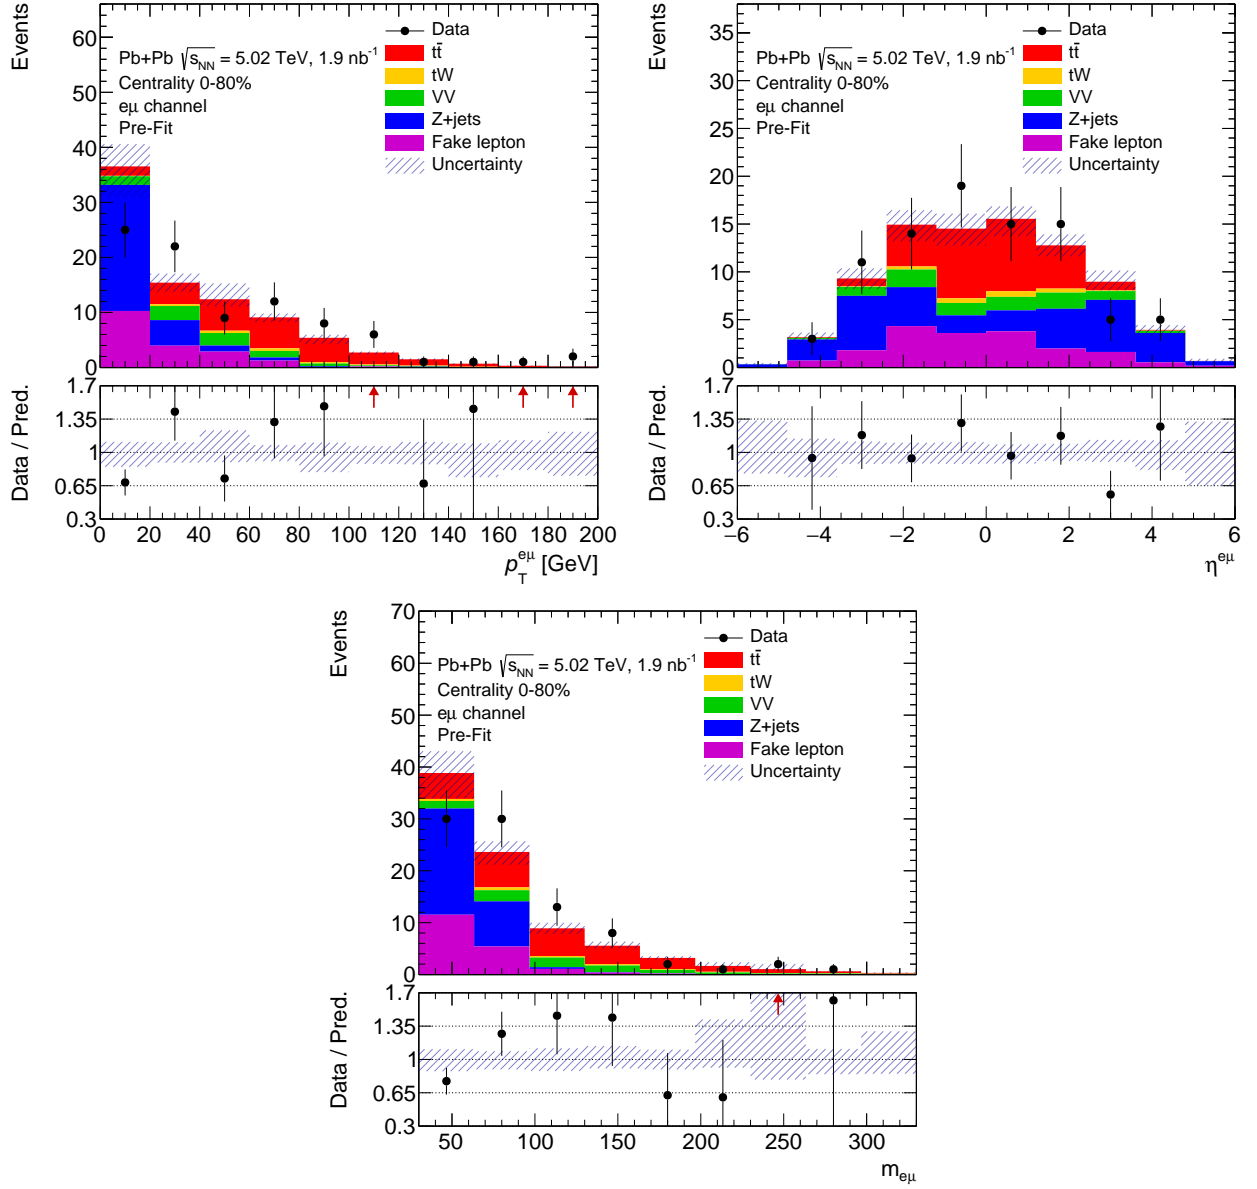 Events
60
50
40
30
20
10
0
Pb+Pb √sNN = 5.02 TeV, 1.9 nb⁻¹
Centrality 0-80%
eμ channel
Pre-Fit
Data
tt̄
tW
VV
Z+jets
Fake lepton
Uncertainty
Data / Pred.
1.7
1.35
1
0.65
0.3
0 20 40 60 80 100 120 140 160 180 200
p_T^eμ [GeV]
Events
35
30
25
20
15
10
5
0
Pb+Pb √sNN = 5.02 TeV, 1.9 nb⁻¹
Centrality 0-80%
eμ channel
Pre-Fit
Data
tt̄
tW
VV
Z+jets
Fake lepton
Uncertainty
Data / Pred.
1.7
1.35
1
0.65
0.3
−6 −4 −2 0 2 4 6
η^eμ
Events
70
60
50
40
30
20
10
0
Pb+Pb √sNN = 5.02 TeV, 1.9 nb⁻¹
Centrality 0-80%
eμ channel
Pre-Fit
Data
tt̄
tW
VV
Z+jets
Fake lepton
Uncertainty
Data / Pred.
1.7
1.35
1
0.65
0.3
50 100 150 200 250 300
m_eμ